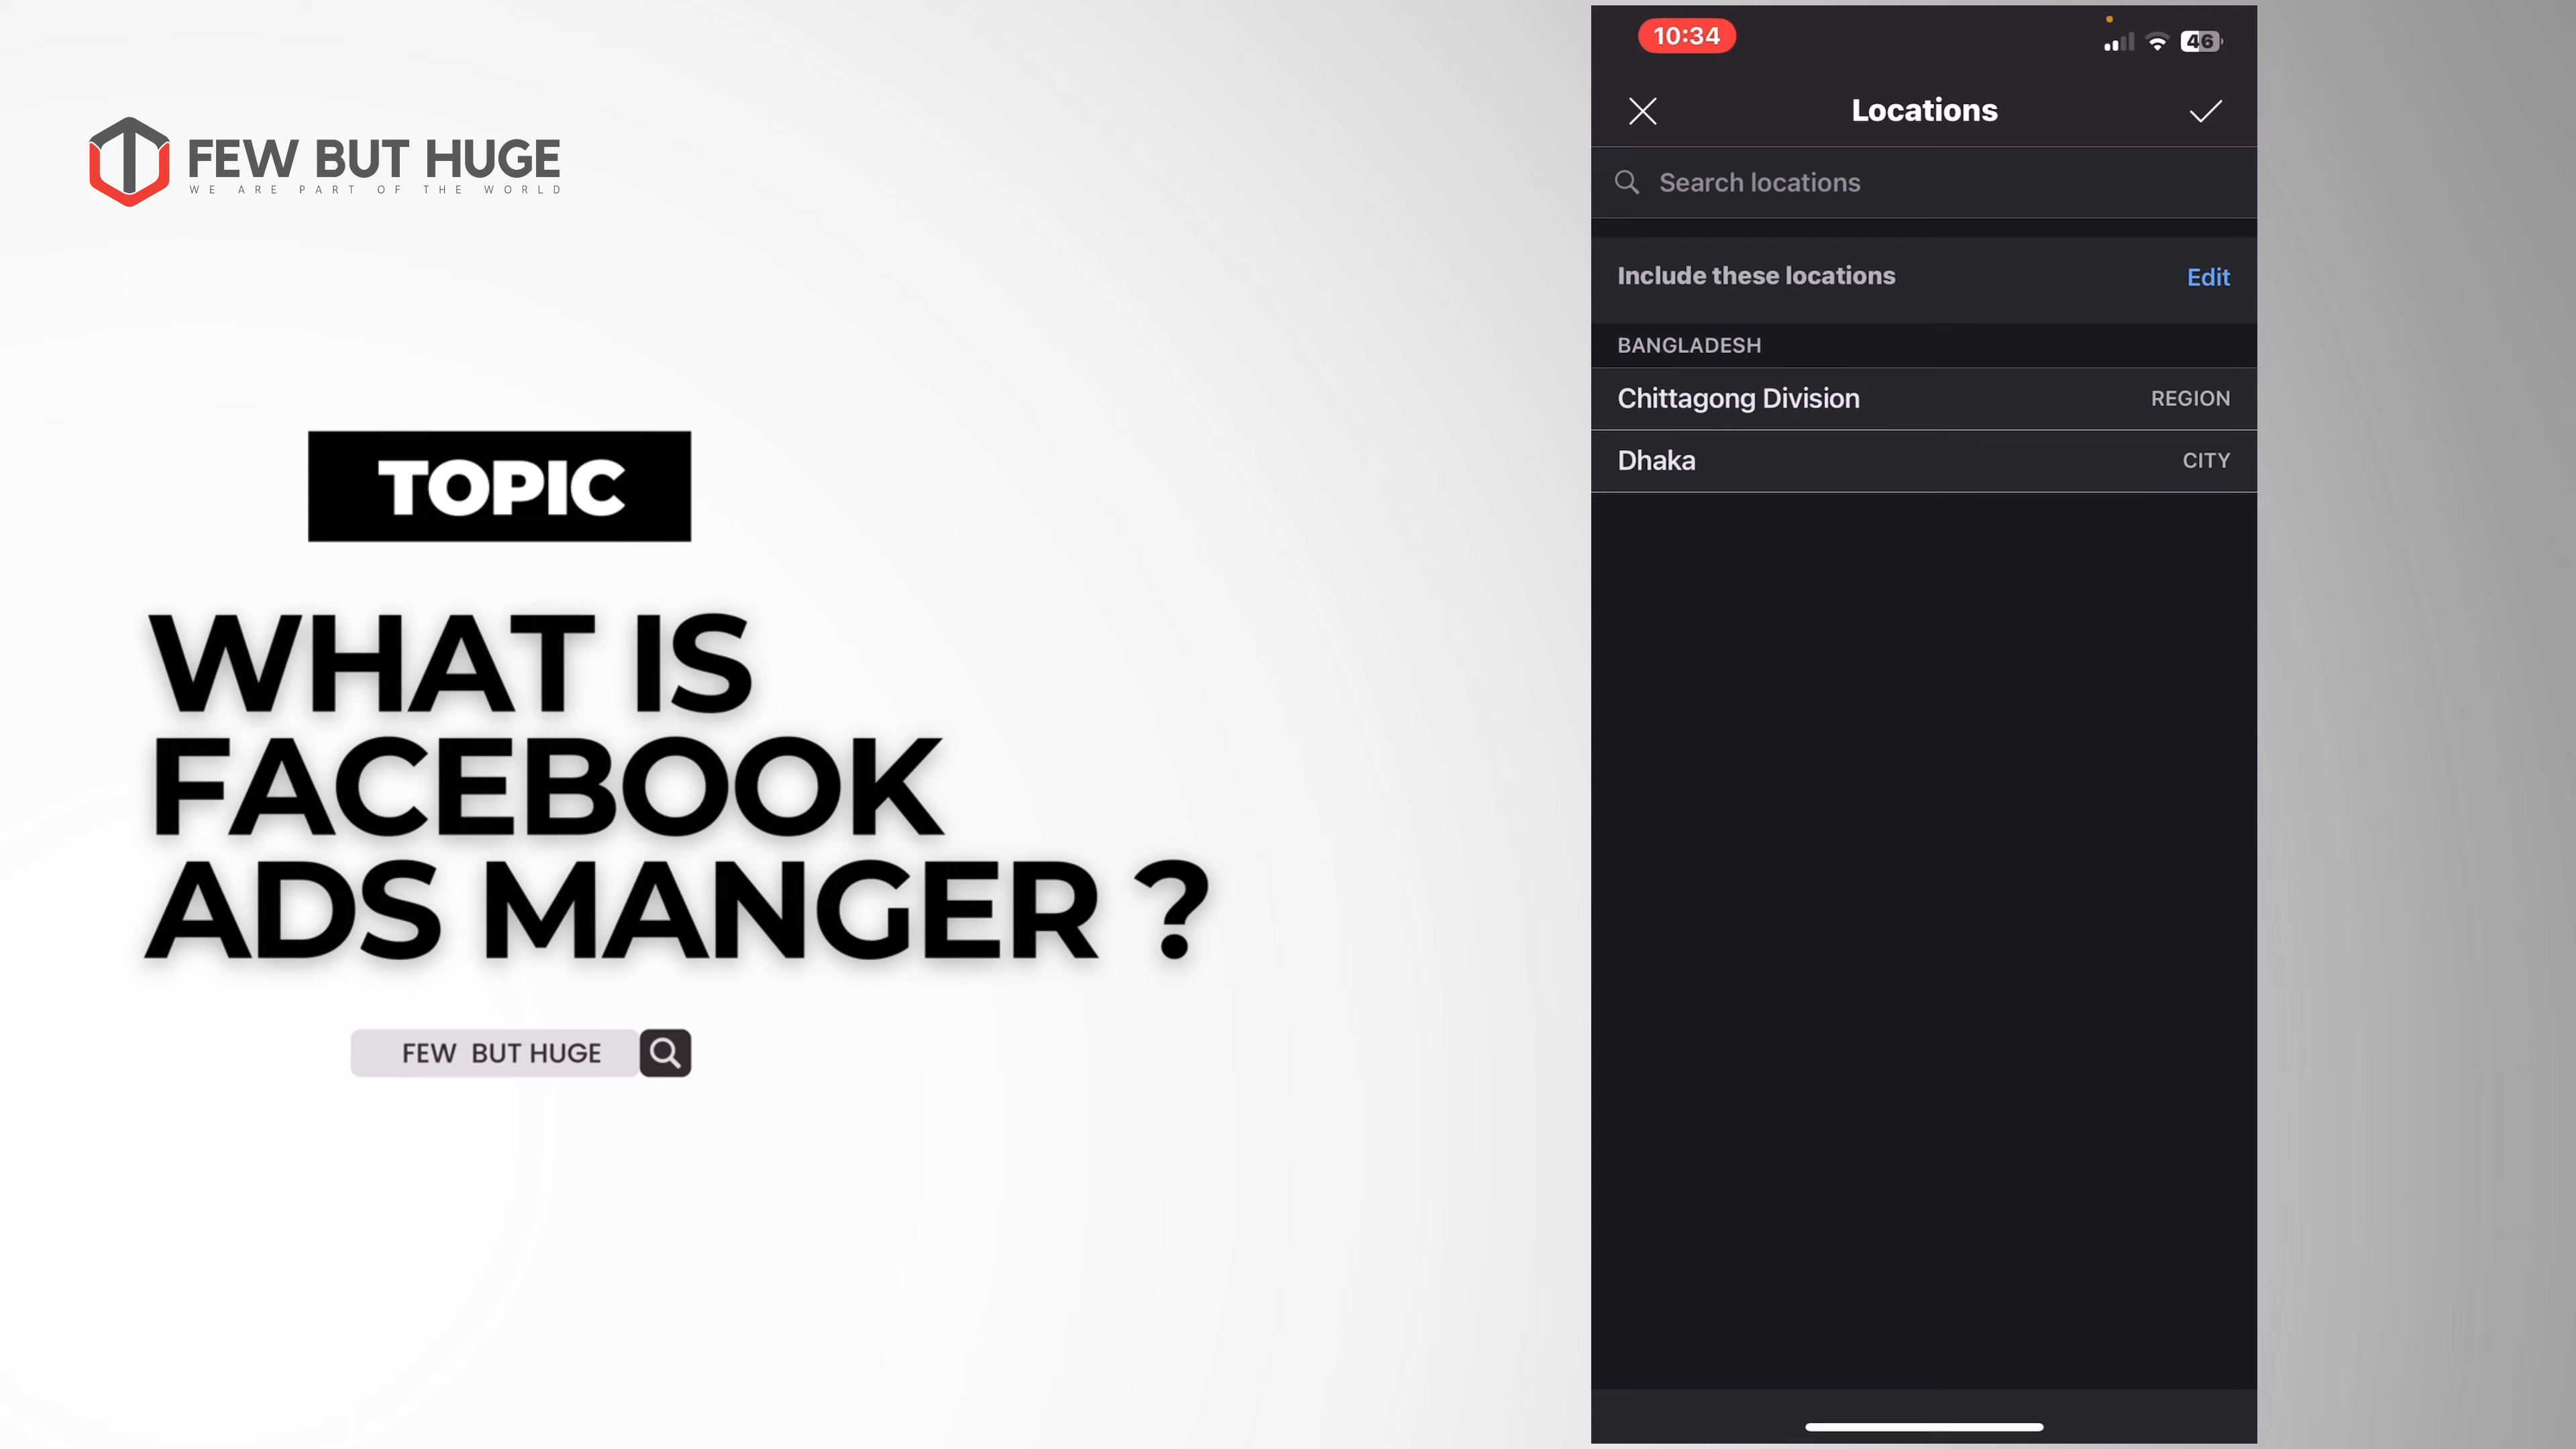 FEW BUT HUGE
WE ARE PART OF THE WORLD
TOPIC
WHAT IS
FACEBOOK
ADS MANGER ?
FEW BUT HUGE
10:34
46
Locations
Search locations
Include these locations Edit
BANGLADESH
Chittagong Division REGION
Dhaka CITY